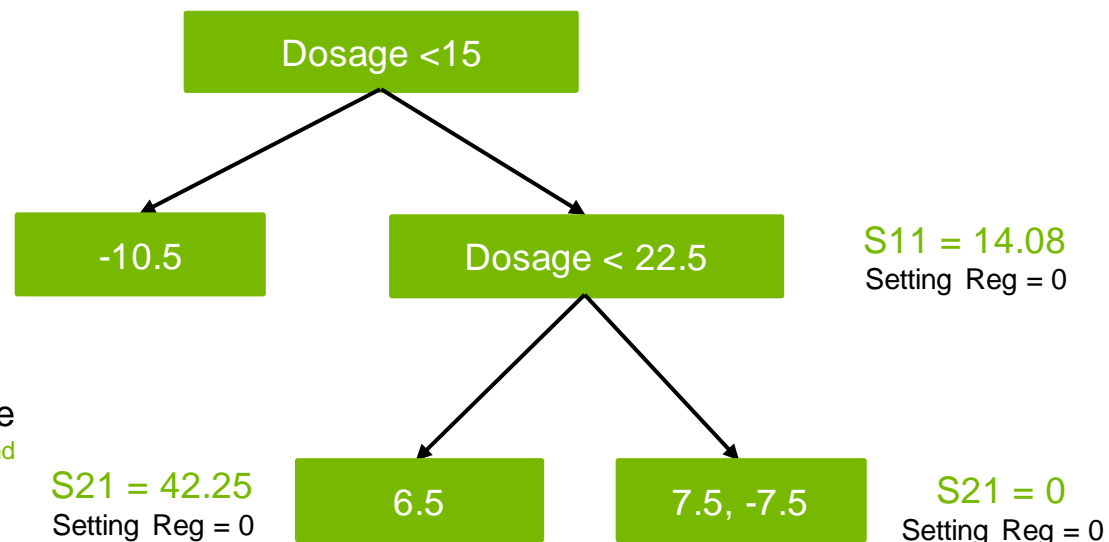 Dosage <15
-10.5
Dosage < 22.5
S11 = 14.08
Setting Reg = 0
e
nd
S21 = 42.25
Setting Reg = 0
6.5
7.5, -7.5
S21 = 0
Setting Reg = 0